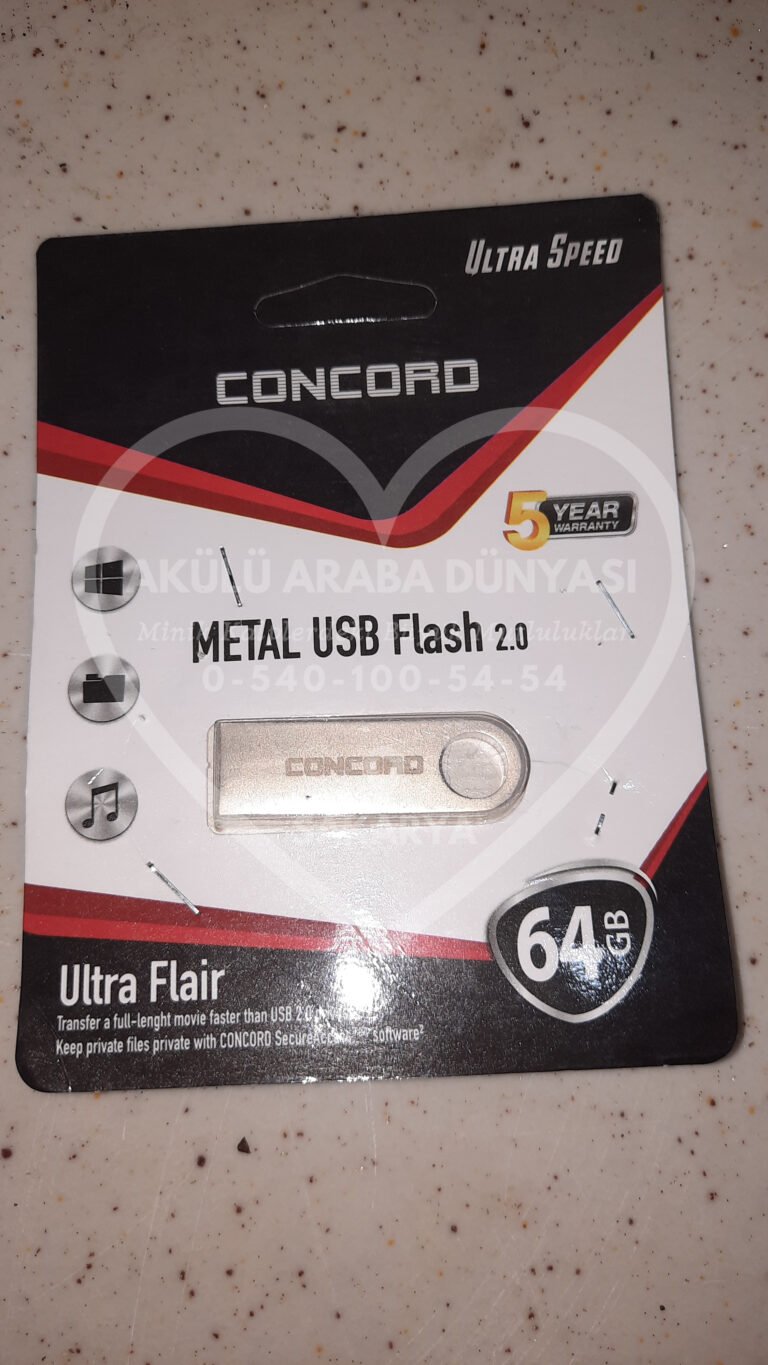 ULTRA SPEED
CONCORD
5 YEAR
WARRANTY
AKÜLÜ ARABA DÜNYASI
METAL USB Flash 2.0
0-540-100-54-54
CONCORD
64 GB
Ultra Flair
Transfer a full-lenght movie faster than USB 2.0
Keep private files private with CONCORD software²